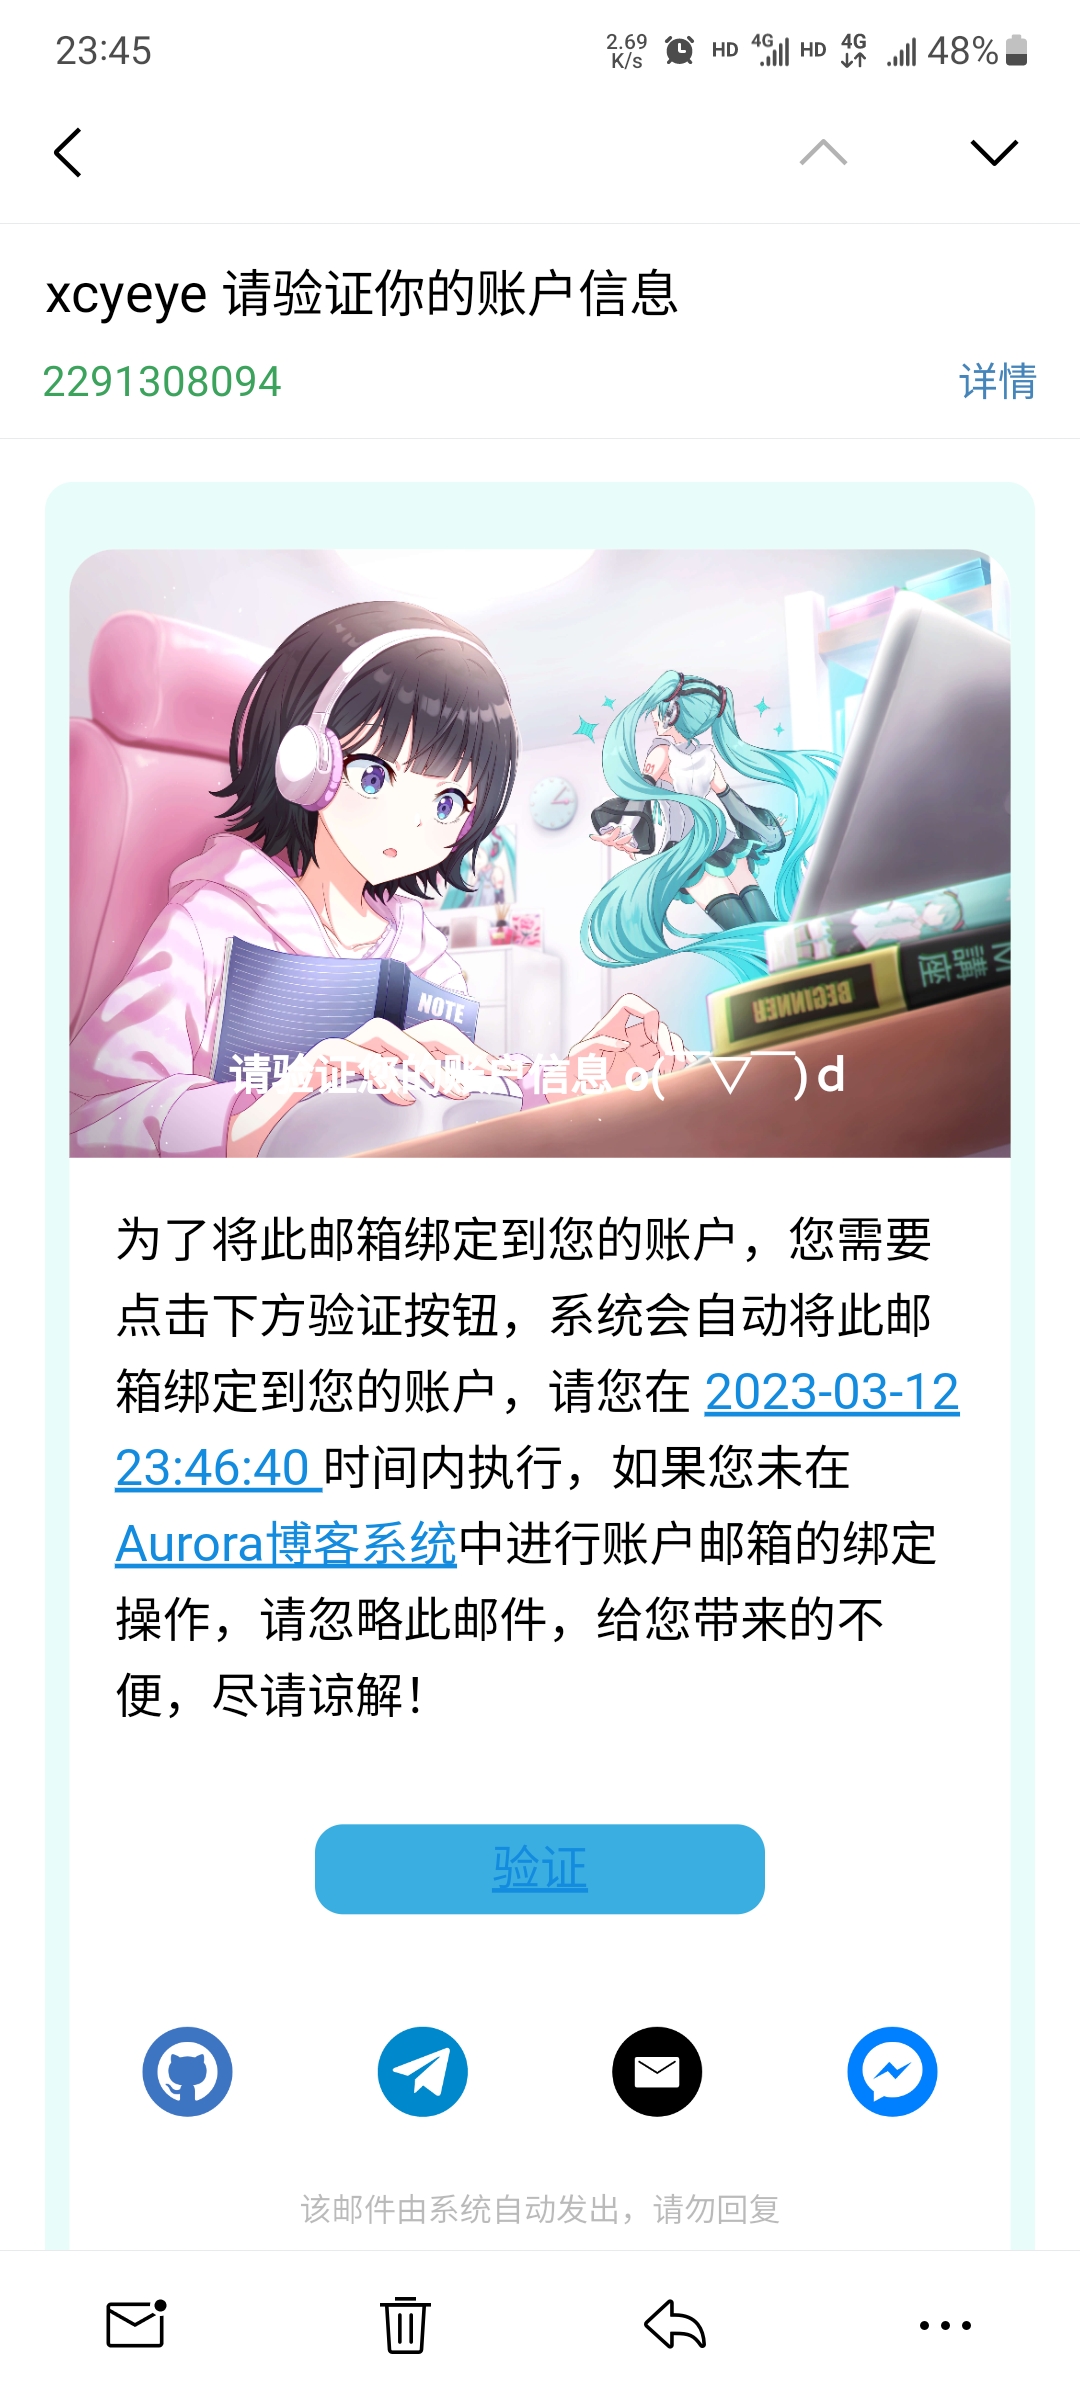 23:45
2.69
K/s
HD
4G
HD
4G
48%
xcyeye 请验证你的账户信息
2291308094
详情
01
NOTE
BEGINNER
講座
M
请验证您的账户信息 o(￣▽￣)ｄ
为了将此邮箱绑定到您的账户，您需要
点击下方验证按钮，系统会自动将此邮
箱绑定到您的账户，请您在 2023-03-12
23:46:40 时间内执行，如果您未在
Aurora博客系统中进行账户邮箱的绑定
操作，请忽略此邮件，给您带来的不
便，尽请谅解！
验证
该邮件由系统自动发出，请勿回复